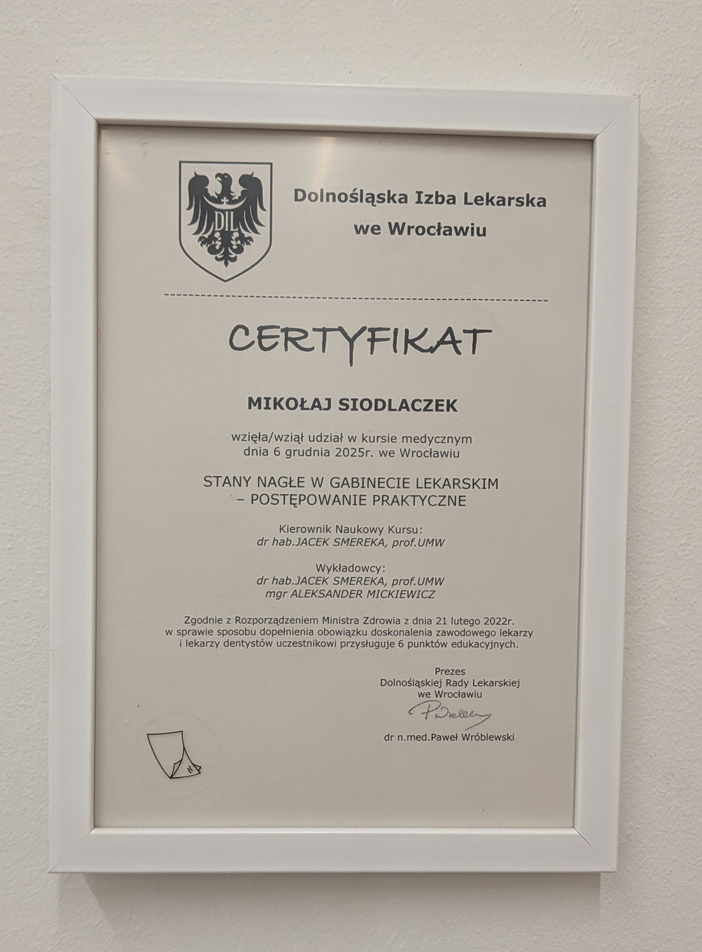 DIL
Dolnośląska Izba Lekarska
we Wrocławiu
CERTYFIKAT
MIKOŁAJ SIODLACZEK
wzięła/wziął udział w kursie medycznym
dnia 6 grudnia 2025r. we Wrocławiu
STANY NAGŁE W GABINECIE LEKARSKIM
– POSTĘPOWANIE PRAKTYCZNE
Kierownik Naukowy Kursu:
dr hab.JACEK SMEREKA, prof.UMW
Wykładowcy:
dr hab.JACEK SMEREKA, prof.UMW
mgr ALEKSANDER MICKIEWICZ
Zgodnie z Rozporządzeniem Ministra Zdrowia z dnia 21 lutego 2022r.
w sprawie sposobu dopełnienia obowiązku doskonalenia zawodowego lekarzy
i lekarzy dentystów uczestnikowi przysługuje 6 punktów edukacyjnych.
Prezes
Dolnośląskiej Rady Lekarskiej
we Wrocławiu
dr n.med.Paweł Wróblewski